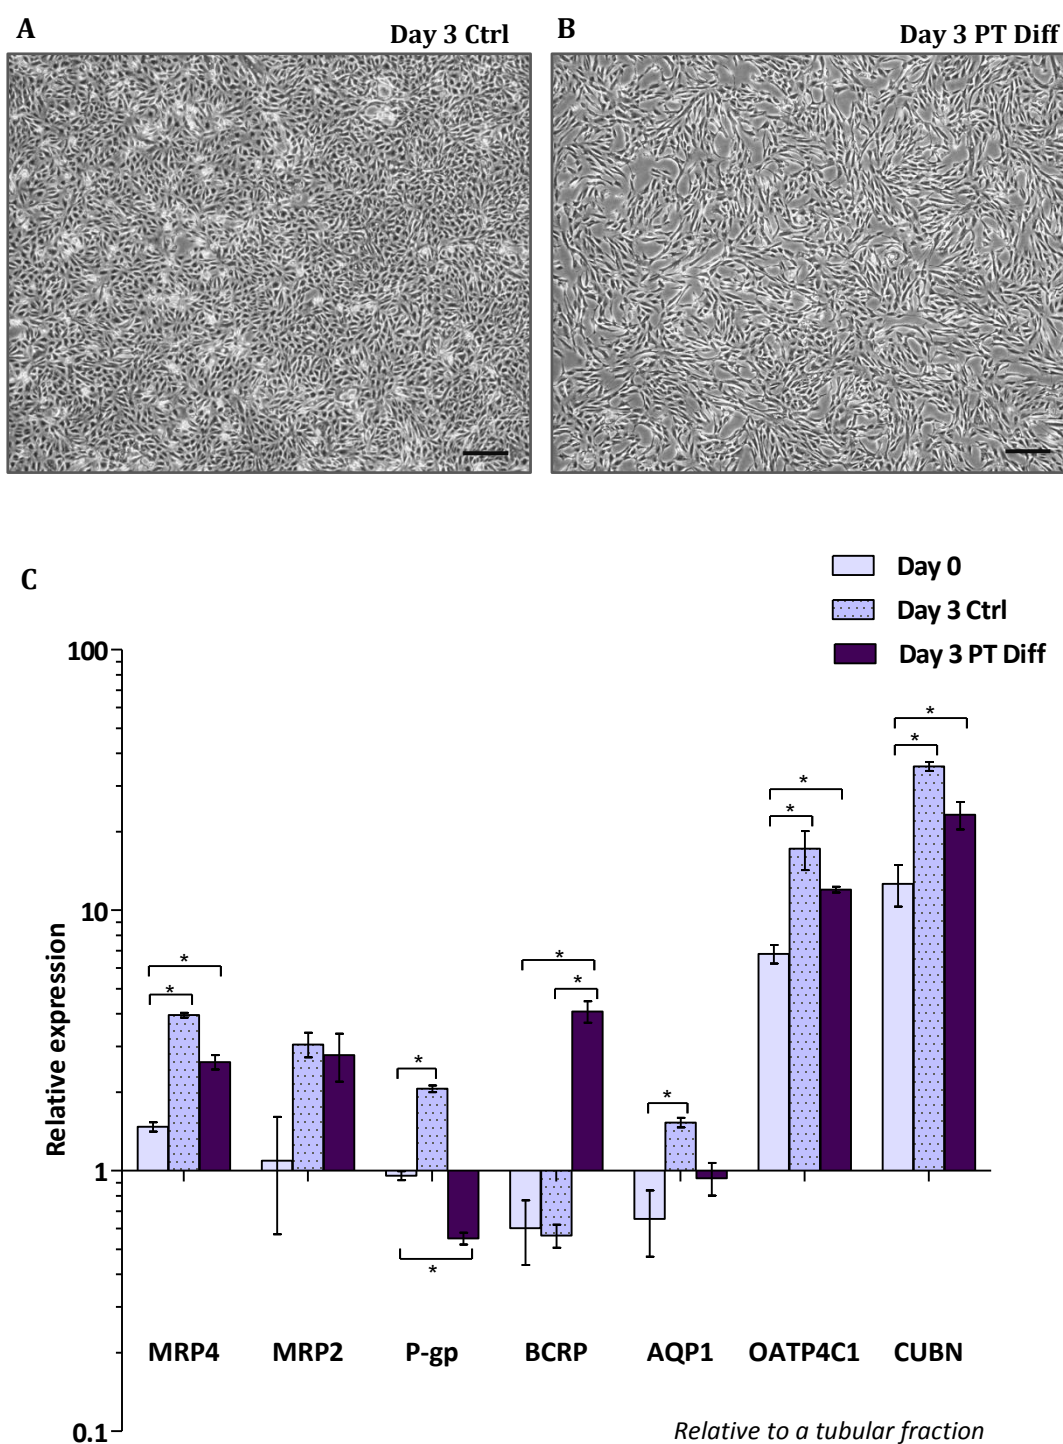 A
Day 3 Ctrl
B
Day 3 PT Diff
C
Day 0
Day 3 Ctrl
Day 3 PT Diff
Relative expression
100
10
1
0.1
* * * * * * * * * * * *
MRP4 MRP2 P-gp BCRP AQP1 OATP4C1 CUBN
Relative to a tubular fraction